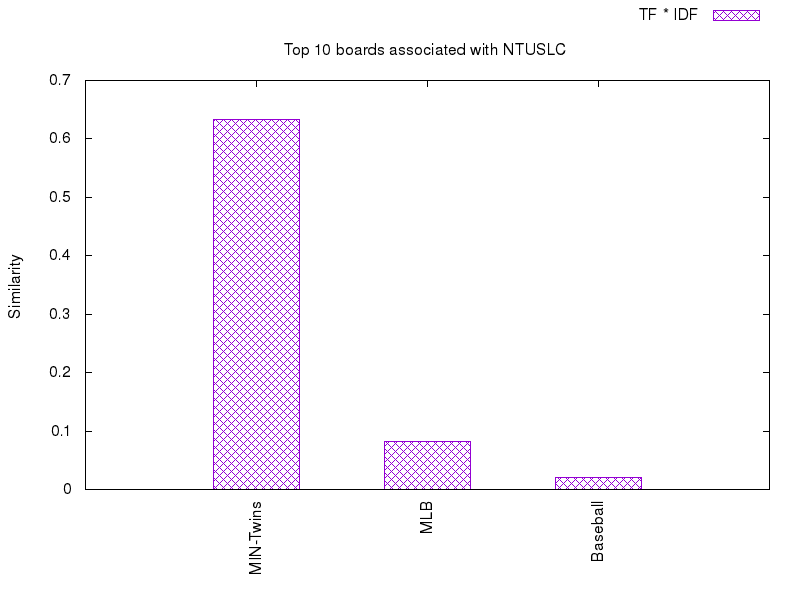 TF * IDF
Top 10 boards associated with NTUSLC
0.7
0.6
0.5
0.4
0.3
0.2
0.1
0
Similarity
MIN-Twins
MLB
Baseball